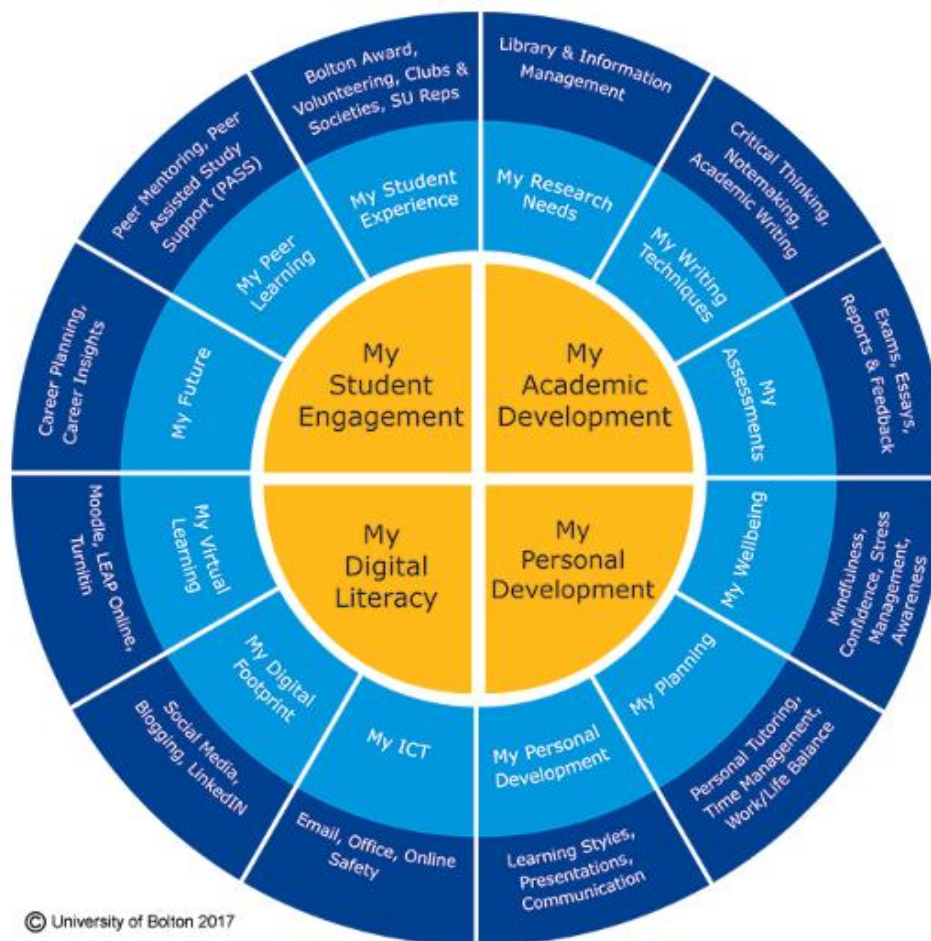 My
Student
Engagement
My
Academic
Development
My
Digital
Literacy
My
Personal
Development
My Research
Needs
My Writing
Techniques
My
Assessments
My Wellbeing
My Planning
My Personal
Development
My ICT
My Digital
Footprint
My Virtual
Learning
My Future
My Peer
Learning
My Student
Experience
Library & Information
Management
Critical Thinking,
Notemaking,
Academic Writing
Exams, Essays,
Reports & Feedback
Mindfulness,
Confidence, Stress
Management,
Awareness
Personal Tutoring,
Time Management,
Work/Life Balance
Learning Styles,
Presentations,
Communication
Email, Office, Online
Safety
Social Media,
Blogging, LinkedIN
Moodle, LEAP Online,
Turnitin
Career Planning,
Career Insights
Peer Mentoring, Peer
Assisted Study
Support (PASS)
Bolton Award,
Volunteering, Clubs &
Societies, SU Reps
© University of Bolton 2017